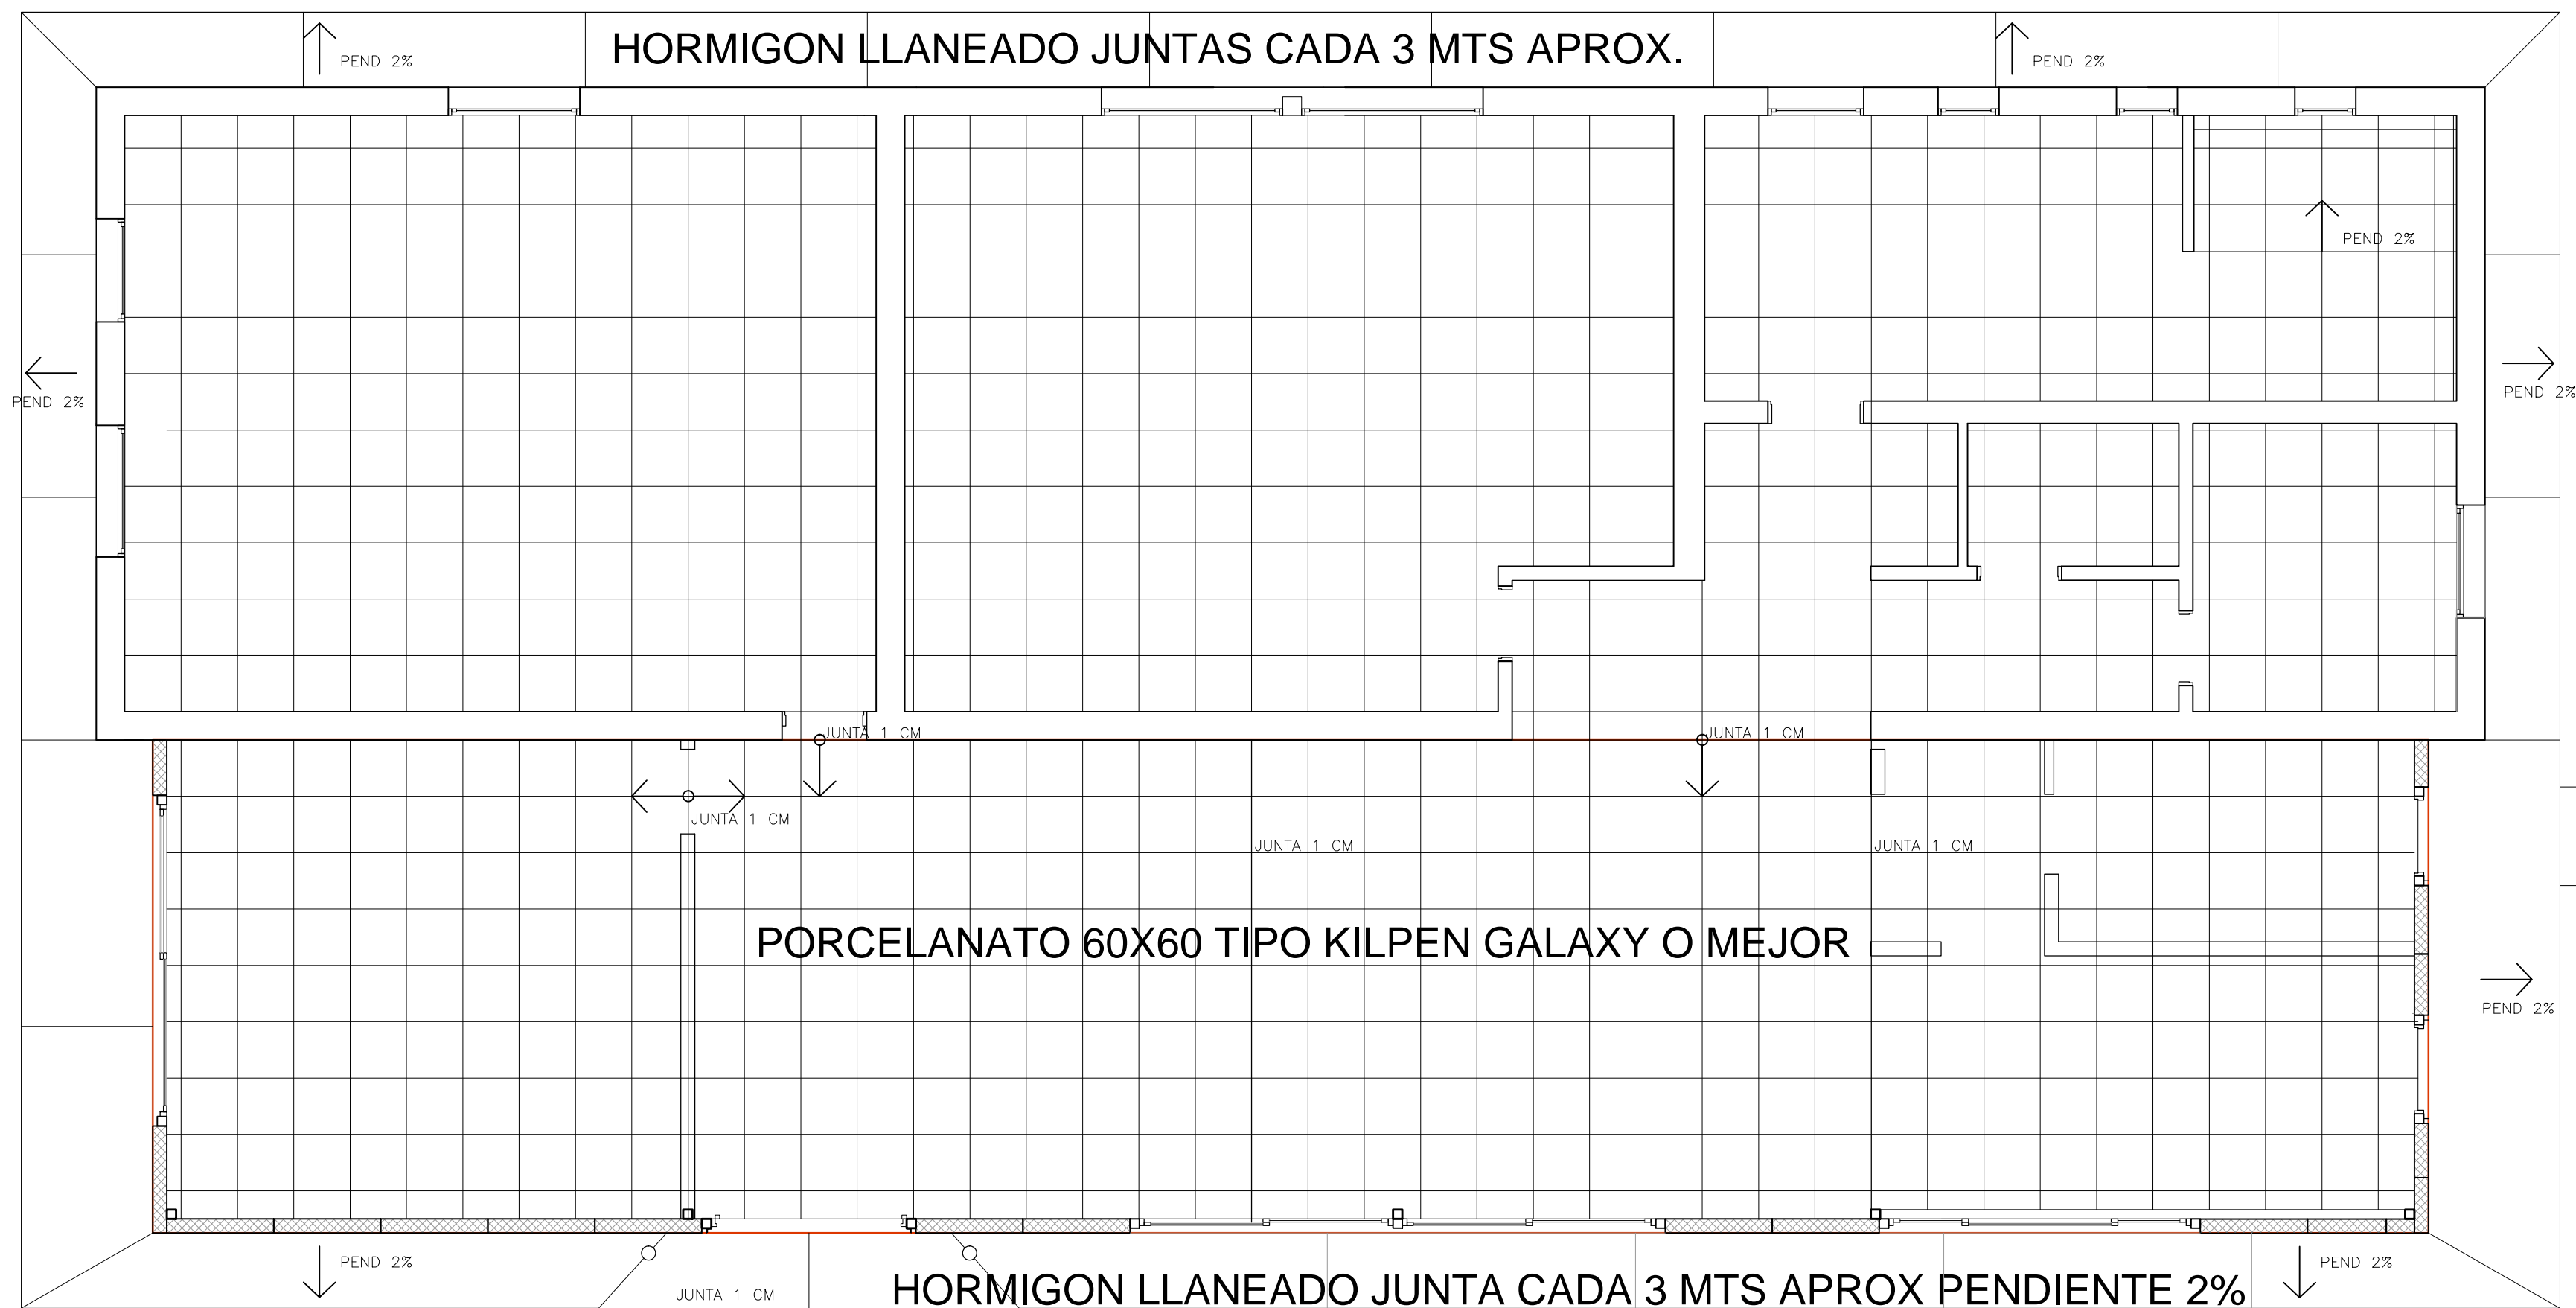 HORMIGON LLANEADO JUNTAS CADA 3 MTS APROX.
PEND 2%
PEND 2%
PEND 2%
PEND 2%
PEND 2%
JUNTA 1 CM
JUNTA 1 CM
JUNTA 1 CM
JUNTA 1 CM
JUNTA 1 CM
PORCELANATO 60X60 TIPO KILPEN GALAXY O MEJOR
PEND 2%
PEND 2%
PEND 2%
JUNTA 1 CM
HORMIGON LLANEADO JUNTA CADA 3 MTS APROX PENDIENTE 2%